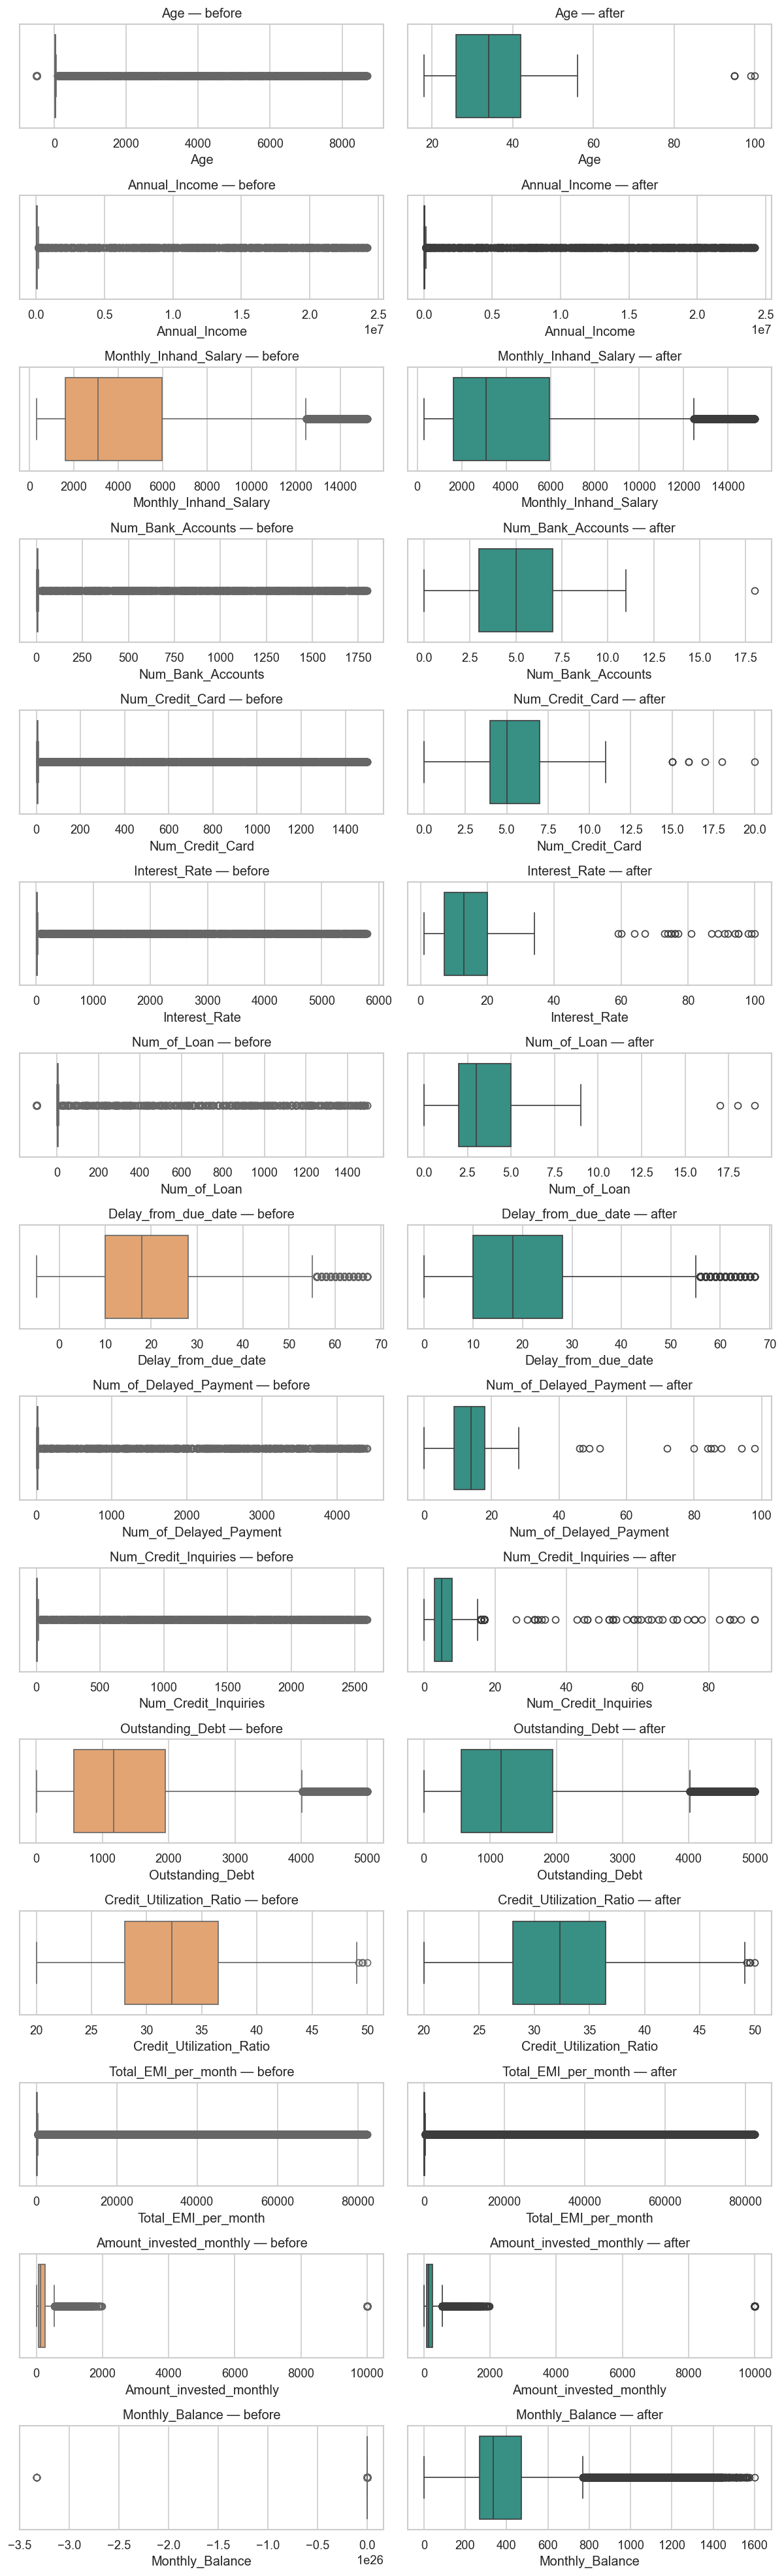 Age — before
Age — after
0 2000 4000 6000 8000
20 40 60 80 100
Age
Age
Annual_Income — before
Annual_Income — after
0.0 0.5 1.0 1.5 2.0 2.5
0.0 0.5 1.0 1.5 2.0 2.5
1e7
1e7
Annual_Income
Annual_Income
Monthly_Inhand_Salary — before
Monthly_Inhand_Salary — after
0 2000 4000 6000 8000 10000 12000 14000
0 2000 4000 6000 8000 10000 12000 14000
Monthly_Inhand_Salary
Monthly_Inhand_Salary
Num_Bank_Accounts — before
Num_Bank_Accounts — after
0 250 500 750 1000 1250 1500 1750
0.0 2.5 5.0 7.5 10.0 12.5 15.0 17.5
Num_Bank_Accounts
Num_Bank_Accounts
Num_Credit_Card — before
Num_Credit_Card — after
0 200 400 600 800 1000 1200 1400
0.0 2.5 5.0 7.5 10.0 12.5 15.0 17.5 20.0
Num_Credit_Card
Num_Credit_Card
Interest_Rate — before
Interest_Rate — after
0 1000 2000 3000 4000 5000 6000
0 20 40 60 80 100
Interest_Rate
Interest_Rate
Num_of_Loan — before
Num_of_Loan — after
0 200 400 600 800 1000 1200 1400
0.0 2.5 5.0 7.5 10.0 12.5 15.0 17.5
Num_of_Loan
Num_of_Loan
Delay_from_due_date — before
Delay_from_due_date — after
0 10 20 30 40 50 60 70
0 10 20 30 40 50 60 70
Delay_from_due_date
Delay_from_due_date
Num_of_Delayed_Payment — before
Num_of_Delayed_Payment — after
0 1000 2000 3000 4000
0 20 40 60 80 100
Num_of_Delayed_Payment
Num_of_Delayed_Payment
Num_Credit_Inquiries — before
Num_Credit_Inquiries — after
0 500 1000 1500 2000 2500
0 20 40 60 80
Num_Credit_Inquiries
Num_Credit_Inquiries
Outstanding_Debt — before
Outstanding_Debt — after
0 1000 2000 3000 4000 5000
0 1000 2000 3000 4000 5000
Outstanding_Debt
Outstanding_Debt
Credit_Utilization_Ratio — before
Credit_Utilization_Ratio — after
20 25 30 35 40 45 50
20 25 30 35 40 45 50
Credit_Utilization_Ratio
Credit_Utilization_Ratio
Total_EMI_per_month — before
Total_EMI_per_month — after
0 20000 40000 60000 80000
0 20000 40000 60000 80000
Total_EMI_per_month
Total_EMI_per_month
Amount_invested_monthly — before
Amount_invested_monthly — after
0 2000 4000 6000 8000 10000
0 2000 4000 6000 8000 10000
Amount_invested_monthly
Amount_invested_monthly
Monthly_Balance — before
Monthly_Balance — after
−3.5 −3.0 −2.5 −2.0 −1.5 −1.0 −0.5 0.0
0 200 400 600 800 1000 1200 1400 1600
1e26
Monthly_Balance
Monthly_Balance